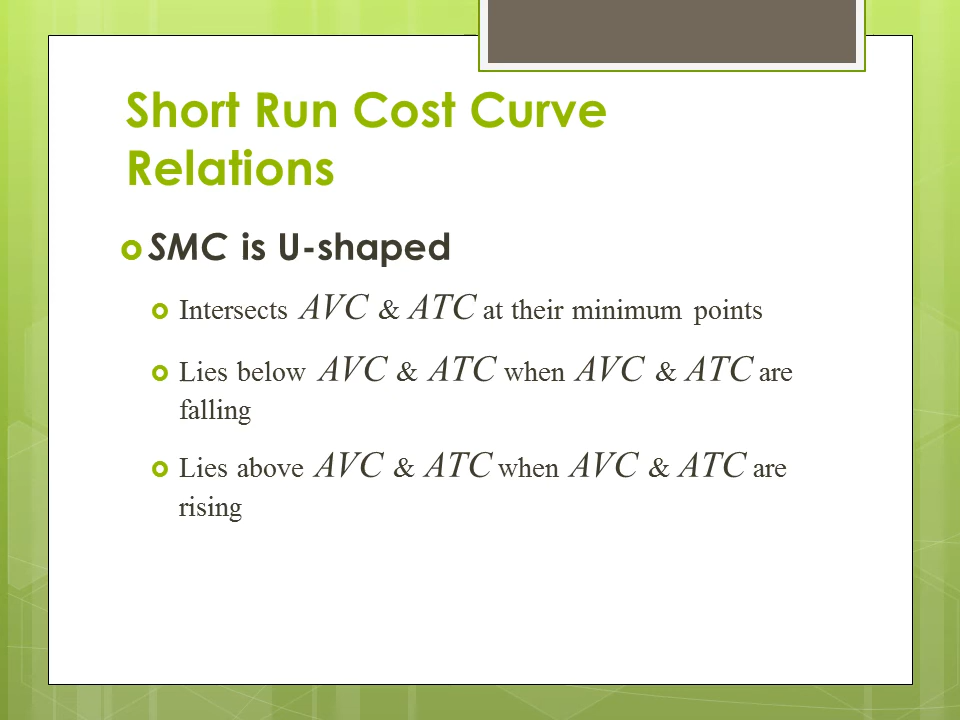 Short Run Cost Curve
Relations
SMC is U-shaped
Intersects AVC & ATC at their minimum points
Lies below AVC & ATC when AVC & ATC are
falling
Lies above AVC & ATC when AVC & ATC are
rising